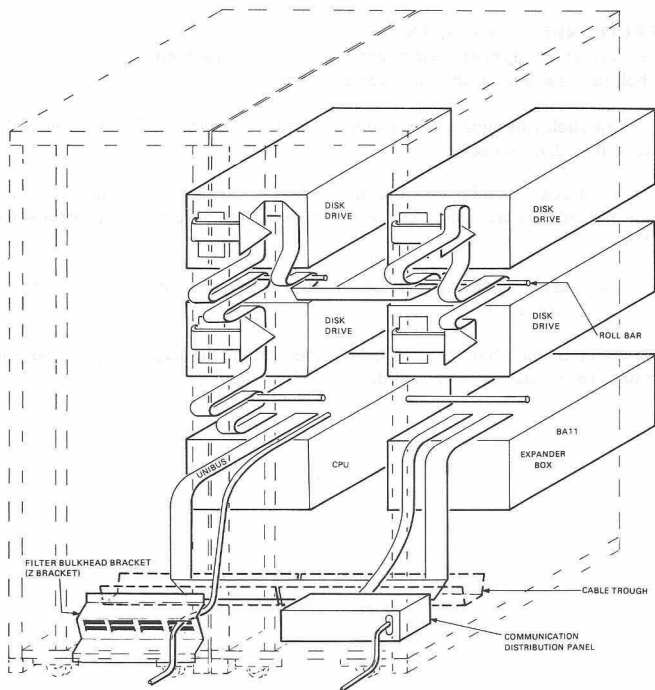 DISK
DRIVE
DISK
DRIVE
DISK
DRIVE
DISK
DRIVE
ROLL BAR
UNIBUS
CPU
BA11
EXPANDER
BOX
FILTER BULKHEAD BRACKET
(Z BRACKET)
CABLE TROUGH
COMMUNICATION
DISTRIBUTION PANEL